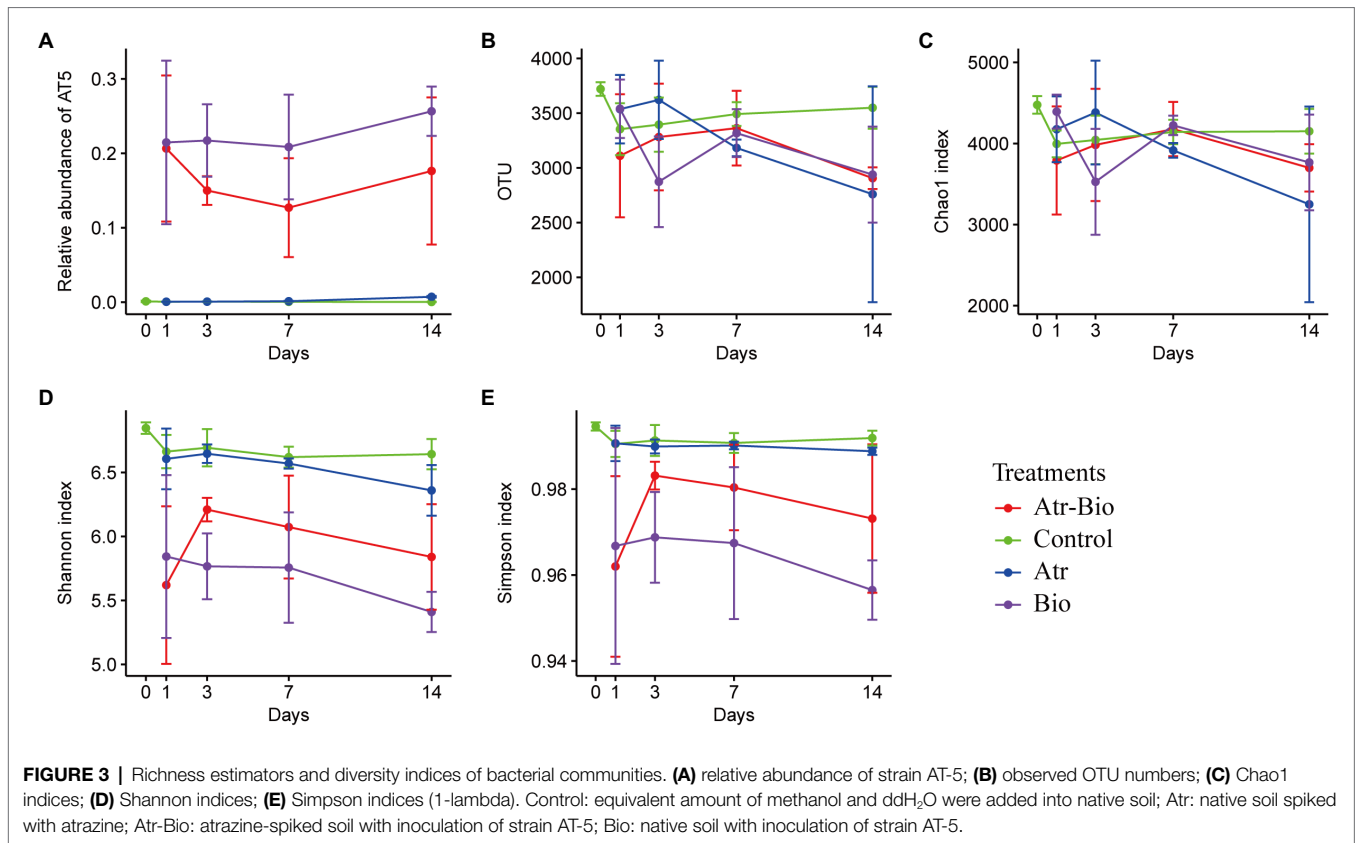 A
Relative abundance of AT5
0.3
0.2
0.1
0.0
0 1 3 7 14
Days
B
OTU
4000
3500
3000
2500
2000
0 1 3 7 14
Days
C
Chao1 index
5000
4000
4000
2000
0 1 3 7 14
Days
D
Shannon index
6.5
6.0
5.5
5.0
0 1 3 7 14
Days
E
Simpson index
0.98
0.96
0.94
0 1 3 7 14
Days
Treatments
Atr-Bio
Control
Atr
Bio
FIGURE 3 | Richness estimators and diversity indices of bacterial communities. (A) relative abundance of strain AT-5; (B) observed OTU numbers; (C) Chao1
indices; (D) Shannon indices; (E) Simpson indices (1-lambda). Control: equivalent amount of methanol and ddH₂O were added into native soil; Atr: native soil spiked
with atrazine; Atr-Bio: atrazine-spiked soil with inoculation of strain AT-5; Bio: native soil with inoculation of strain AT-5.